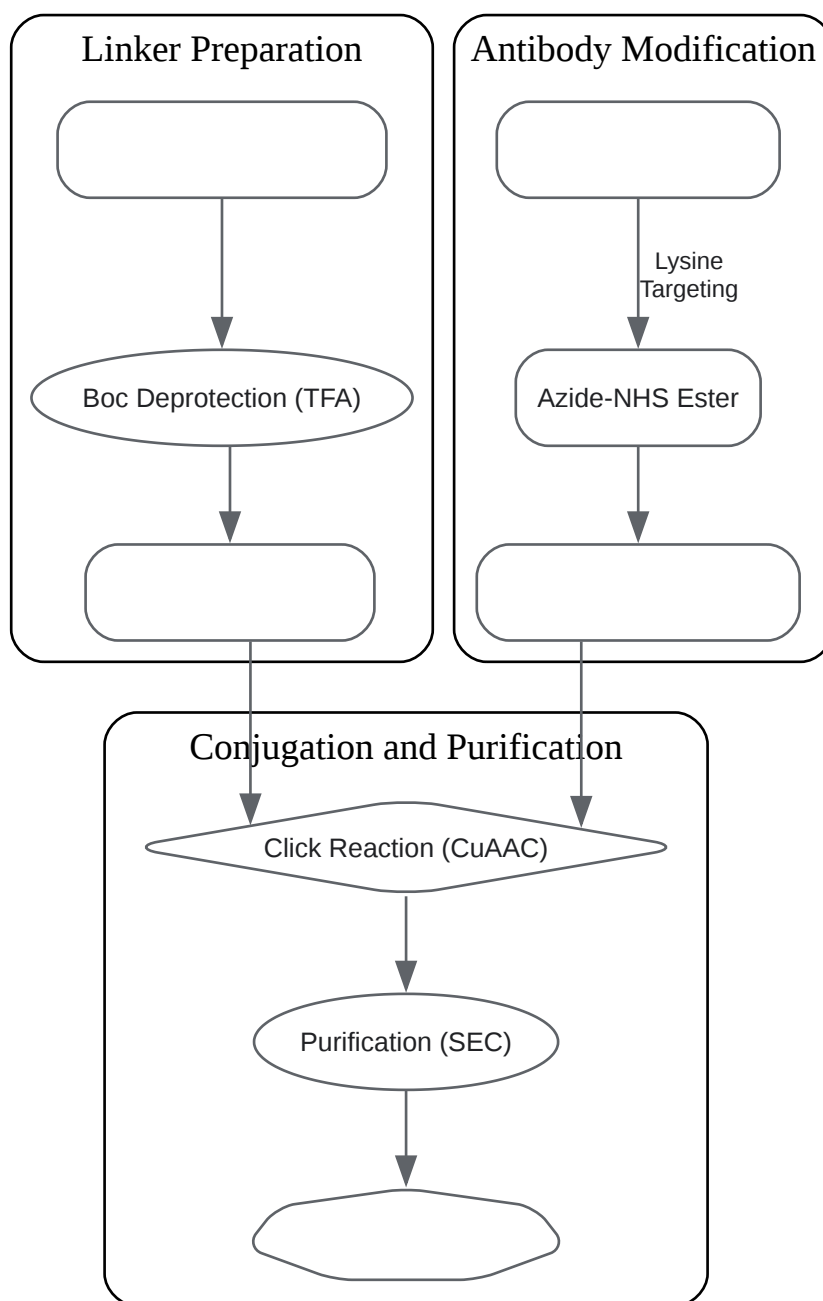 Linker Preparation
Boc Deprotection (TFA)
Antibody Modification
Lysine
Targeting
Azide-NHS Ester
Conjugation and Purification
Click Reaction (CuAAC)
Purification (SEC)